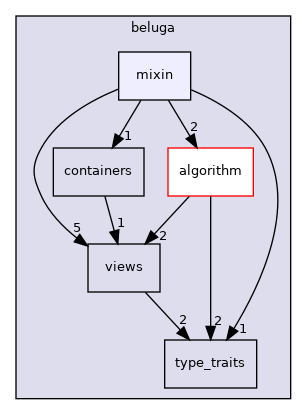 beluga
mixin
1
2
containers
algorithm
5
1
2
views
2
2
1
type_traits